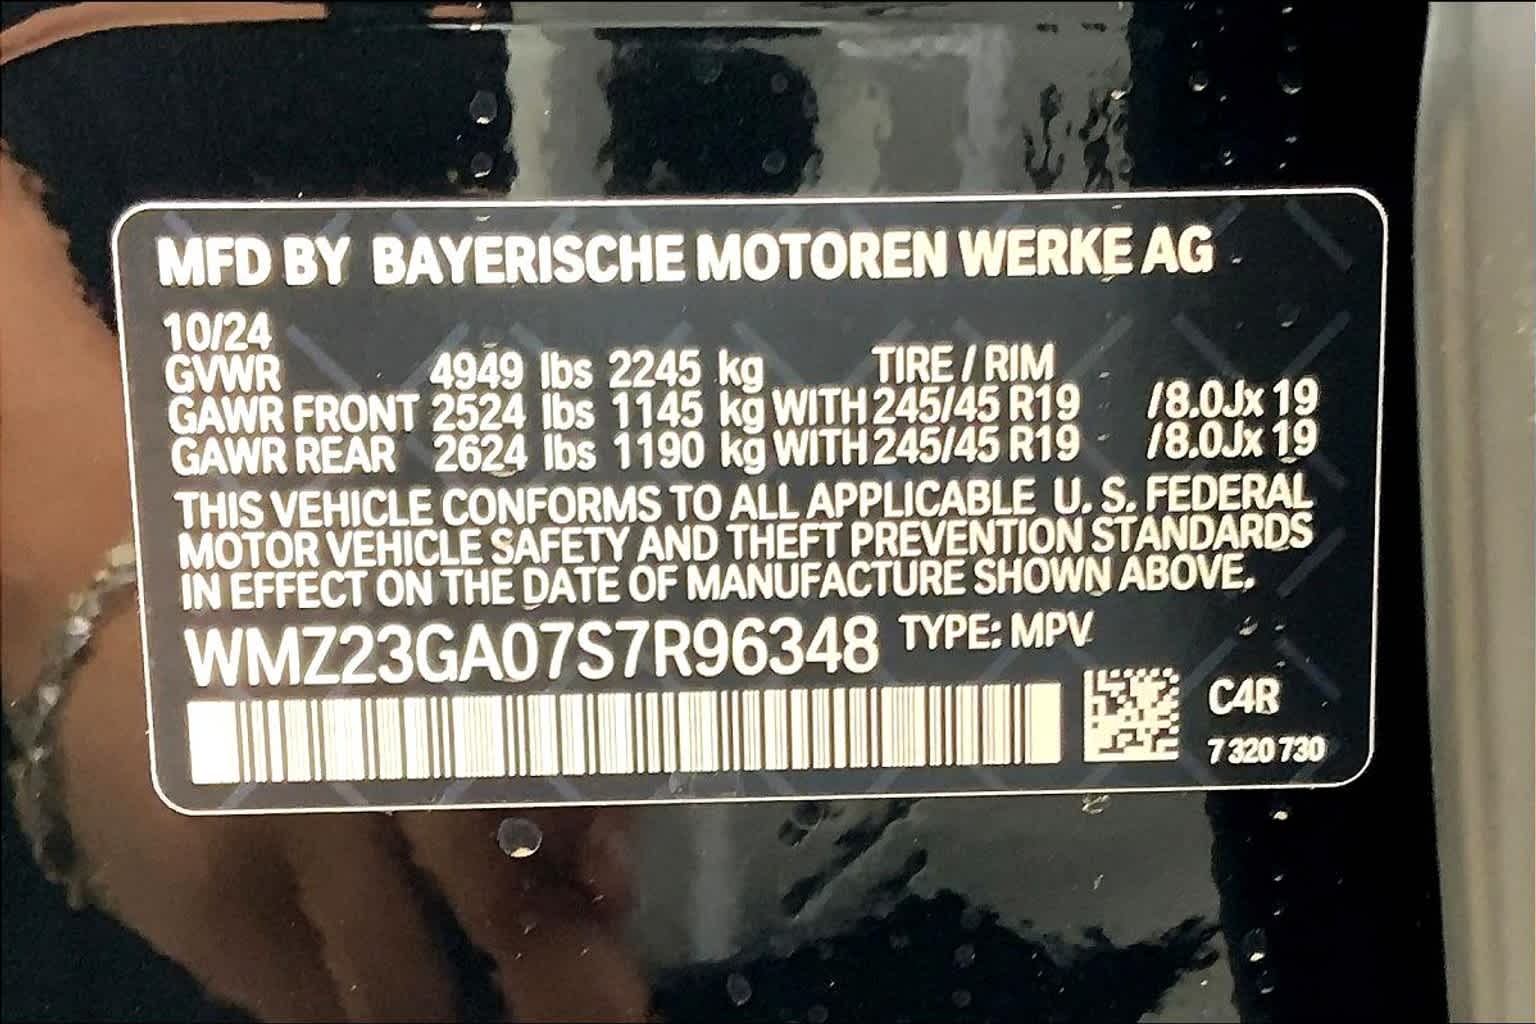 MFD BY BAYERISCHE MOTOREN WERKE AG
10/24
GVWR 4949 lbs 2245 kg TIRE / RIM
GAWR FRONT 2524 lbs 1145 kg WITH 245/45 R19 /8.0Jx 19
GAWR REAR 2624 lbs 1190 kg WITH 245/45 R19 /8.0Jx 19
THIS VEHICLE CONFORMS TO ALL APPLICABLE U. S. FEDERAL
MOTOR VEHICLE SAFETY AND THEFT PREVENTION STANDARDS
IN EFFECT ON THE DATE OF MANUFACTURE SHOWN ABOVE.
WMZ23GA07S7R96348 TYPE: MPV
C4R
7 320 730